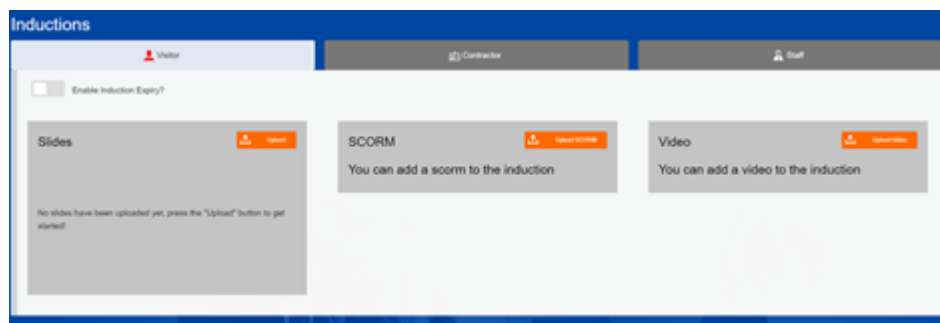 Inductions
Visitor
Contractor
Staff
Enable Induction Expiry?
Slides
Upload
SCORM
Upload SCORM
You can add a scorm to the induction
Video
Upload Video
You can add a video to the induction
No slides have been uploaded yet, press the "Upload" button to get
started!